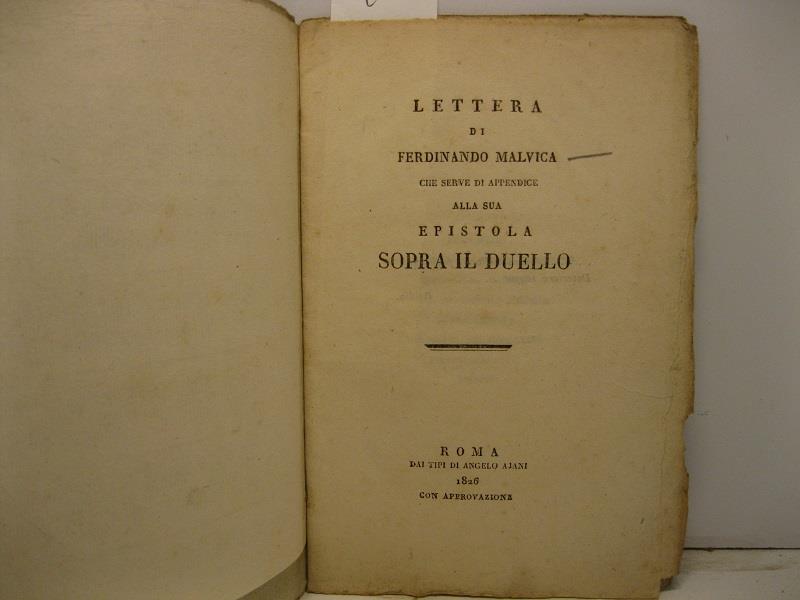 LETTERA
DI
FERDINANDO MALVICA
CHE SERVE DI APPENDICE
ALLA SUA
EPISTOLA
SOPRA IL DUELLO
ROMA
DAI TIPI DI ANGELO AJANI
1826
CON APPROVAZIONE